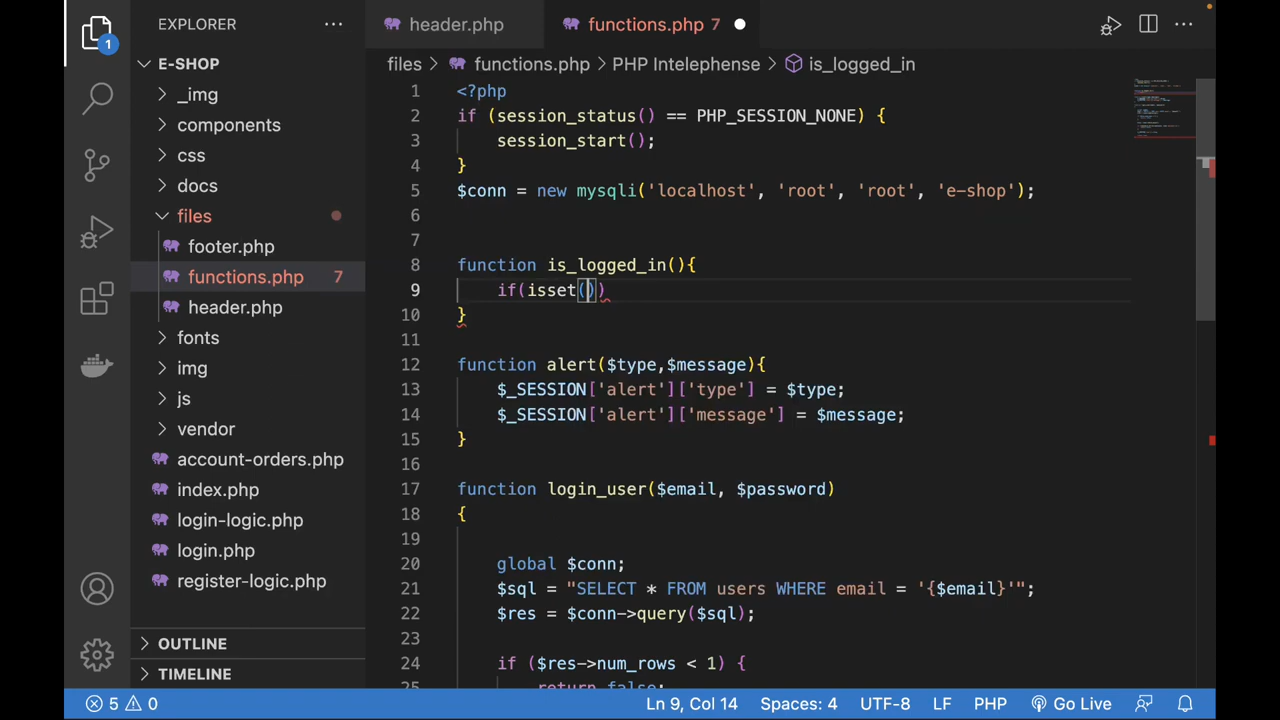 EXPLORER
header.php
functions.php 7
1
E-SHOP
files
functions.php
PHP Intelephense
is_logged_in
_img
components
css
docs
files
footer.php
functions.php 7
header.php
fonts
img
js
vendor
account-orders.php
index.php
login-logic.php
login.php
register-logic.php
OUTLINE
TIMELINE
1 <?php
2 if (session_status() == PHP_SESSION_NONE) {
3 session_start();
4 }
5 $conn = new mysqli('localhost', 'root', 'root', 'e-shop');
6
7
8 function is_logged_in(){
9 if(isset())
10 }
11
12 function alert($type,$message){
13 $_SESSION['alert']['type'] = $type;
14 $_SESSION['alert']['message'] = $message;
15 }
16
17 function login_user($email, $password)
18 {
19
20 global $conn;
21 $sql = "SELECT * FROM users WHERE email = '{$email}'";
22 $res = $conn->query($sql);
23
24 if ($res->num_rows < 1) {
25 return false;
5 0
Ln 9, Col 14
Spaces: 4
UTF-8
LF
PHP
Go Live